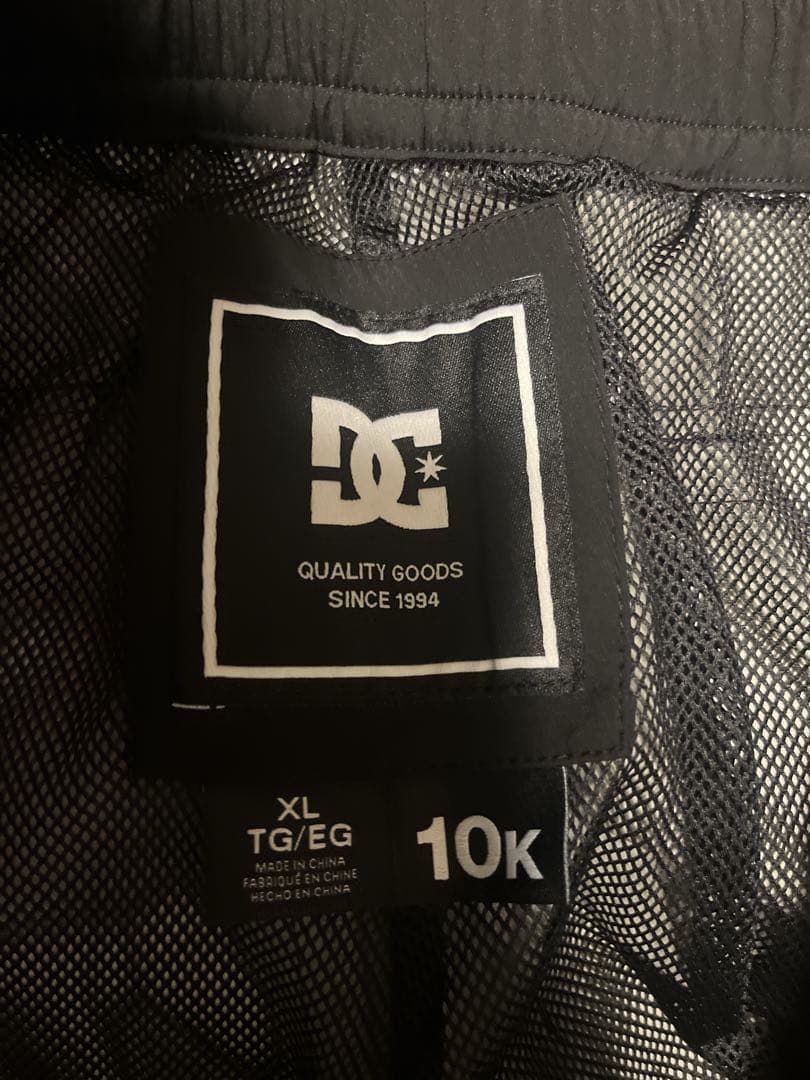 DC
QUALITY GOODS
SINCE 1994
XL
TG/EG
MADE IN CHINA
FABRIQUÉ EN CHINE
HECHO EN CHINA
10K